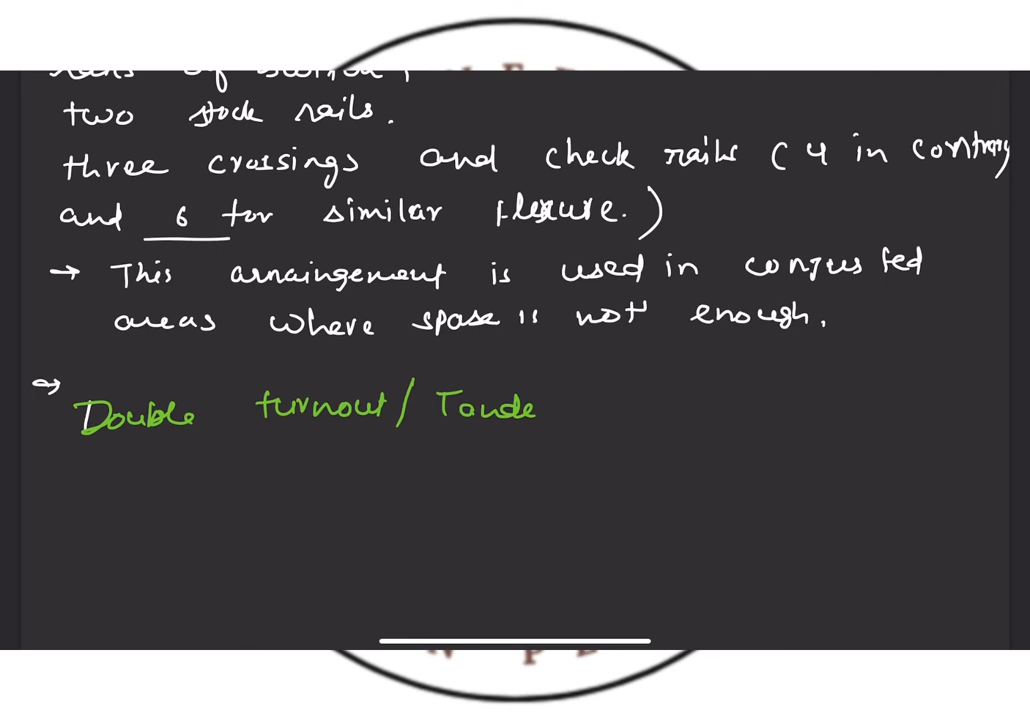 two stock rails.
three crossings and check rails ( 4 in contrary
and 6 for similar flexure. )
→ This arraingement is used in conjusted
areas where spase is not enough.
→
Double turnout / Tande